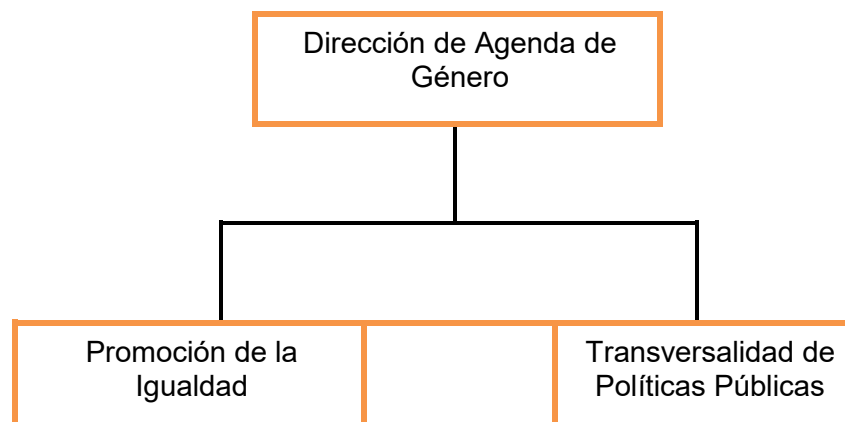 Dirección de Agenda de
Género
Promoción de la
Igualdad
Transversalidad de
Políticas Públicas